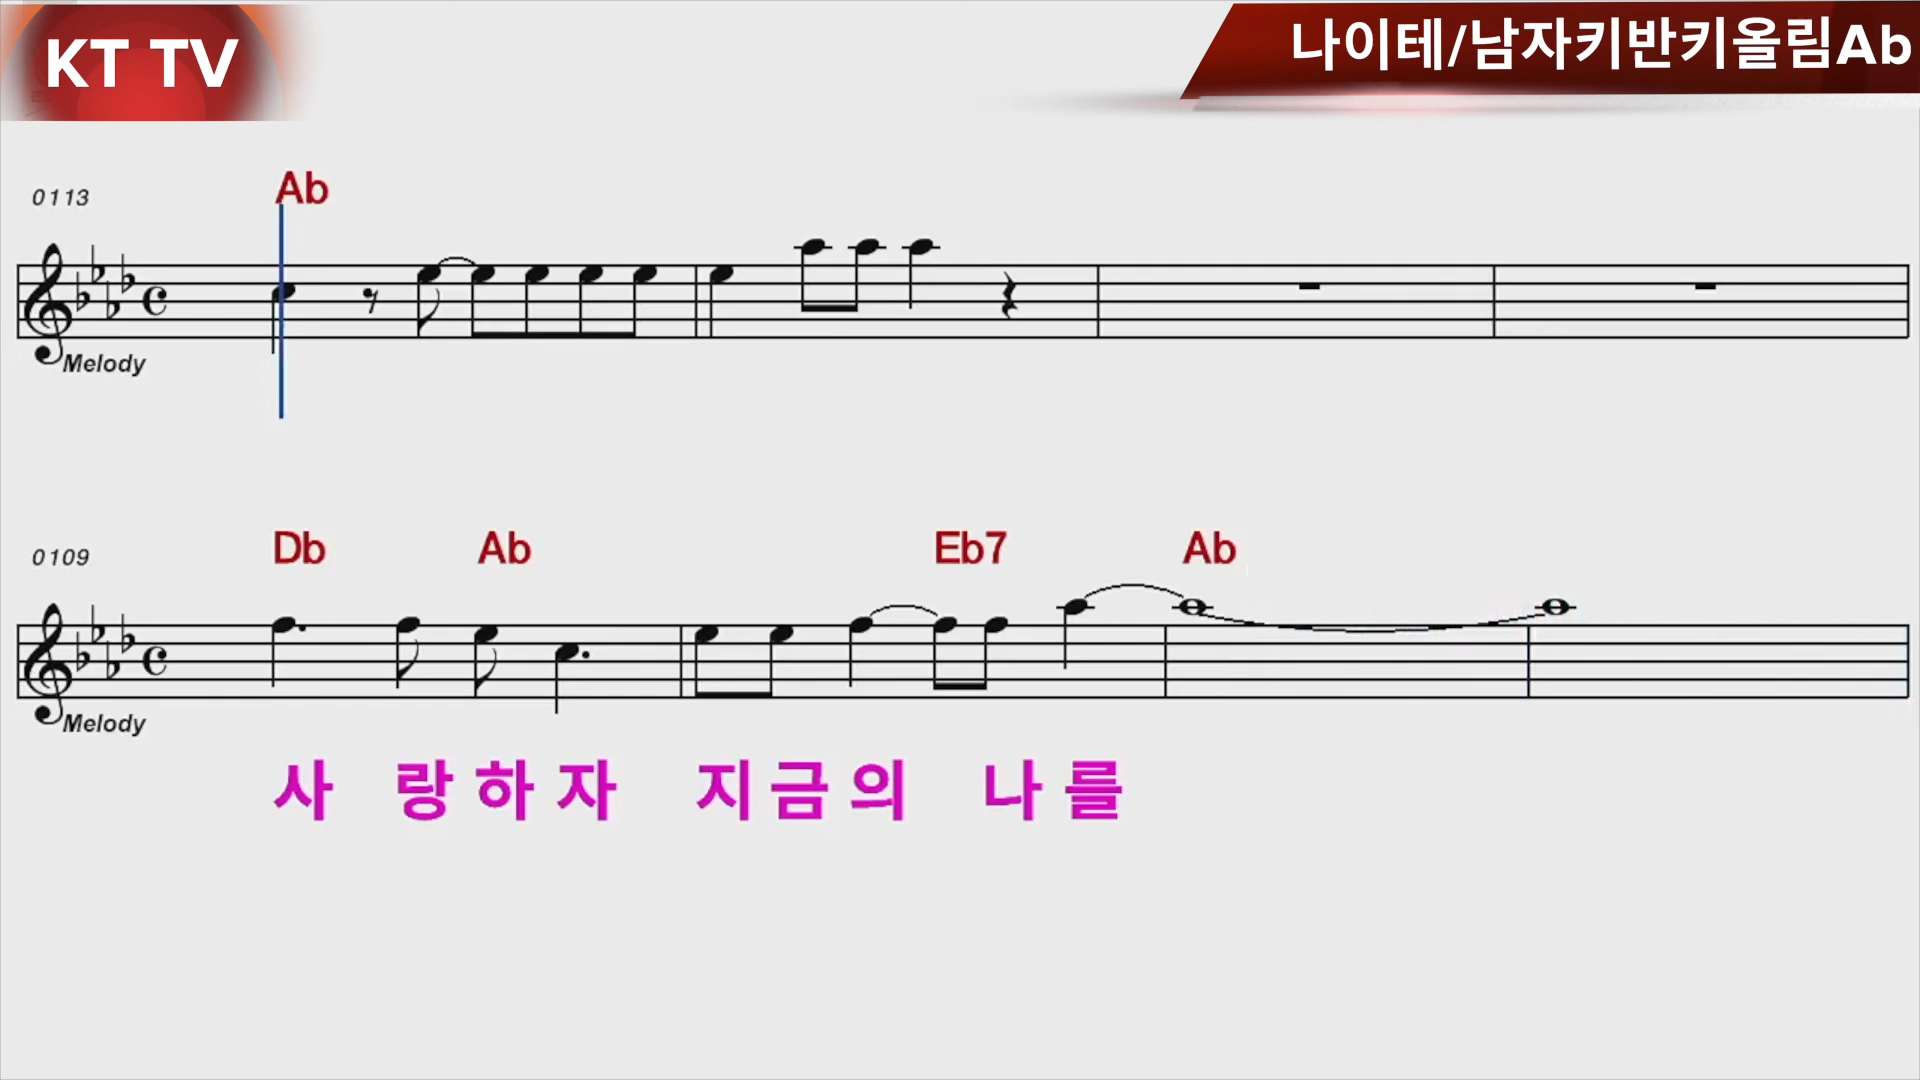 KT TV
나이테/남자키반키올림Ab
0113
Ab
Melody
0109
Db Ab Eb7 Ab
Melody
사 랑 하 자 지 금 의 나 를